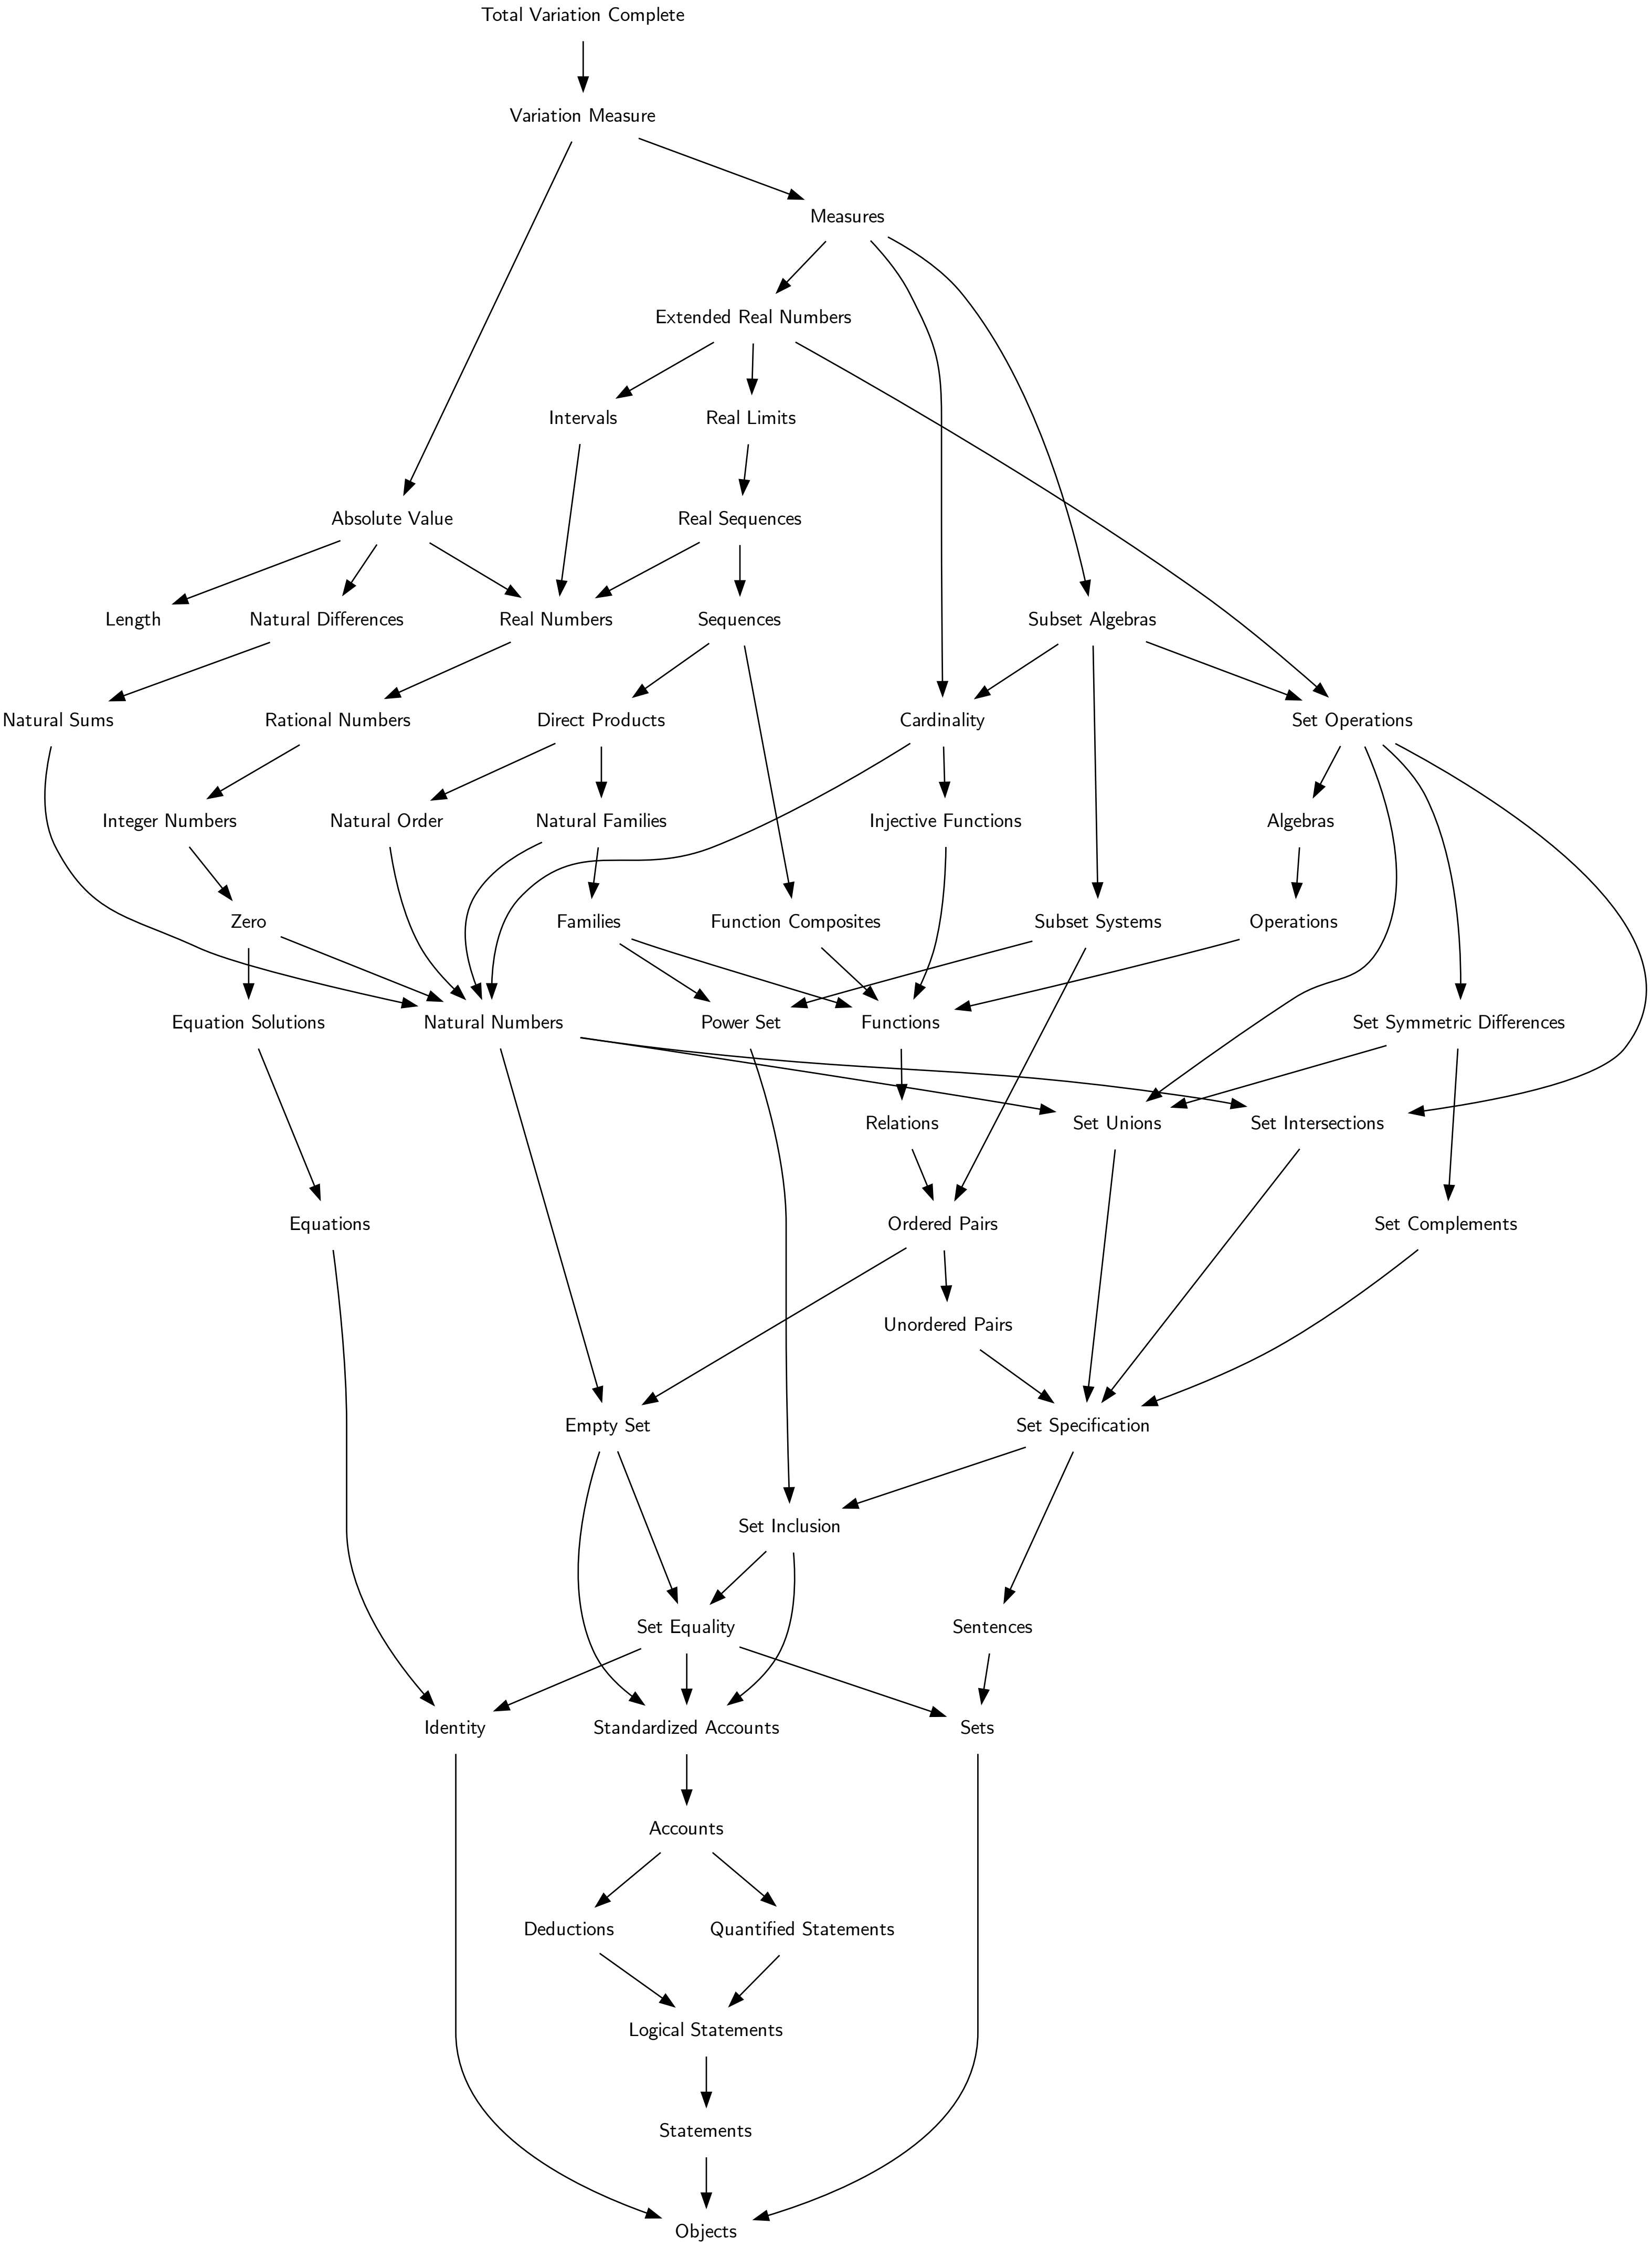 Total Variation Complete
Variation Measure
Measures
Extended Real Numbers
Intervals
Real Limits
Absolute Value
Real Sequences
Length
Natural Differences
Real Numbers
Sequences
Subset Algebras
Natural Sums
Rational Numbers
Direct Products
Cardinality
Set Operations
Integer Numbers
Natural Order
Natural Families
Injective Functions
Algebras
Zero
Families
Function Composites
Subset Systems
Operations
Equation Solutions
Natural Numbers
Power Set
Functions
Set Symmetric Differences
Relations
Set Unions
Set Intersections
Equations
Ordered Pairs
Set Complements
Unordered Pairs
Empty Set
Set Specification
Set Inclusion
Set Equality
Sentences
Identity
Standardized Accounts
Sets
Accounts
Deductions
Quantified Statements
Logical Statements
Statements
Objects